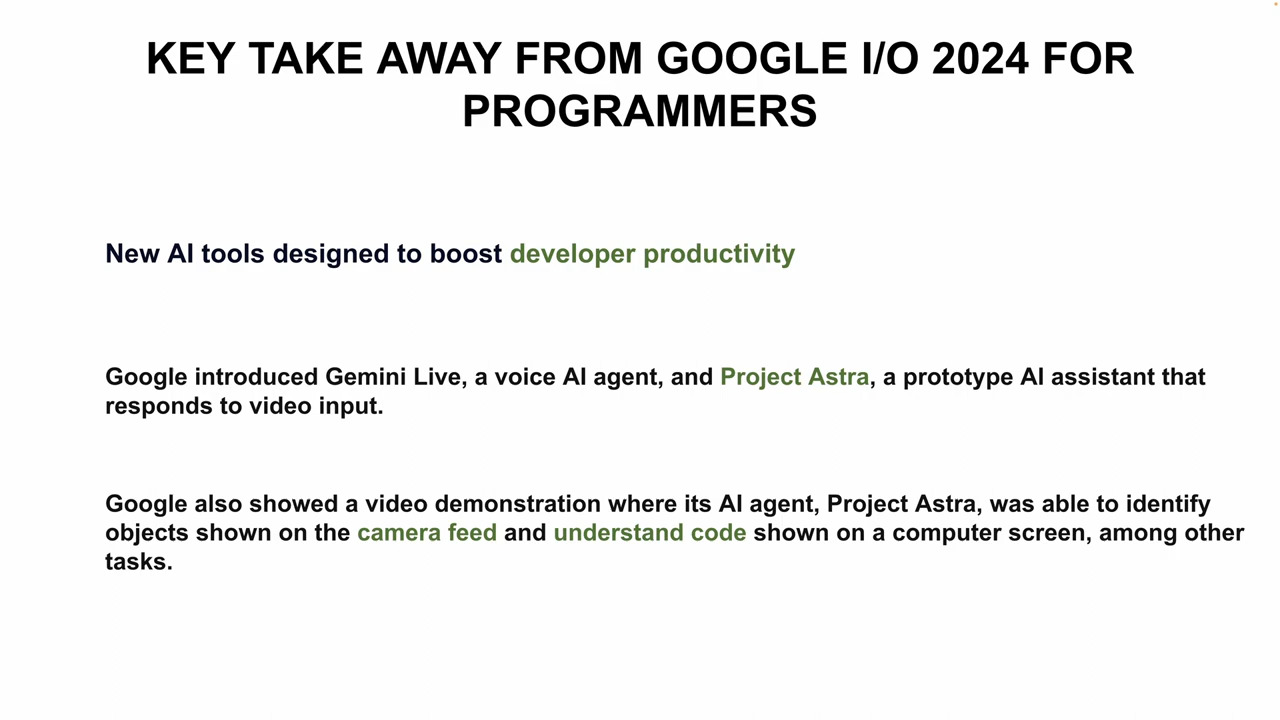 KEY TAKE AWAY FROM GOOGLE I/O 2024 FOR
PROGRAMMERS
New AI tools designed to boost developer productivity
Google introduced Gemini Live, a voice AI agent, and Project Astra, a prototype AI assistant that
responds to video input.
Google also showed a video demonstration where its AI agent, Project Astra, was able to identify
objects shown on the camera feed and understand code shown on a computer screen, among other
tasks.